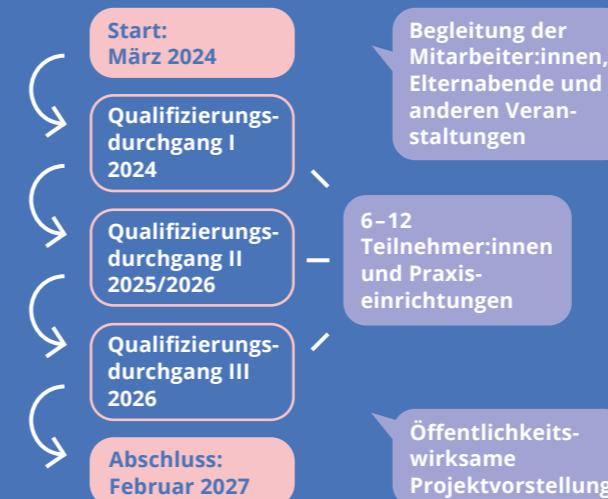 Start:
März 2024
Qualifizierungs-
durchgang I
2024
Qualifizierungs-
durchgang II
2025/2026
Qualifizierungs-
durchgang III
2026
Abschluss:
Februar 2027
Begleitung der
Mitarbeiter:innen,
Elternabende und
anderen Veran-
staltungen
6–12
Teilnehmer:innen
und Praxis-
einrichtungen
Öffentlichkeits-
wirksame
Projektvorstellung